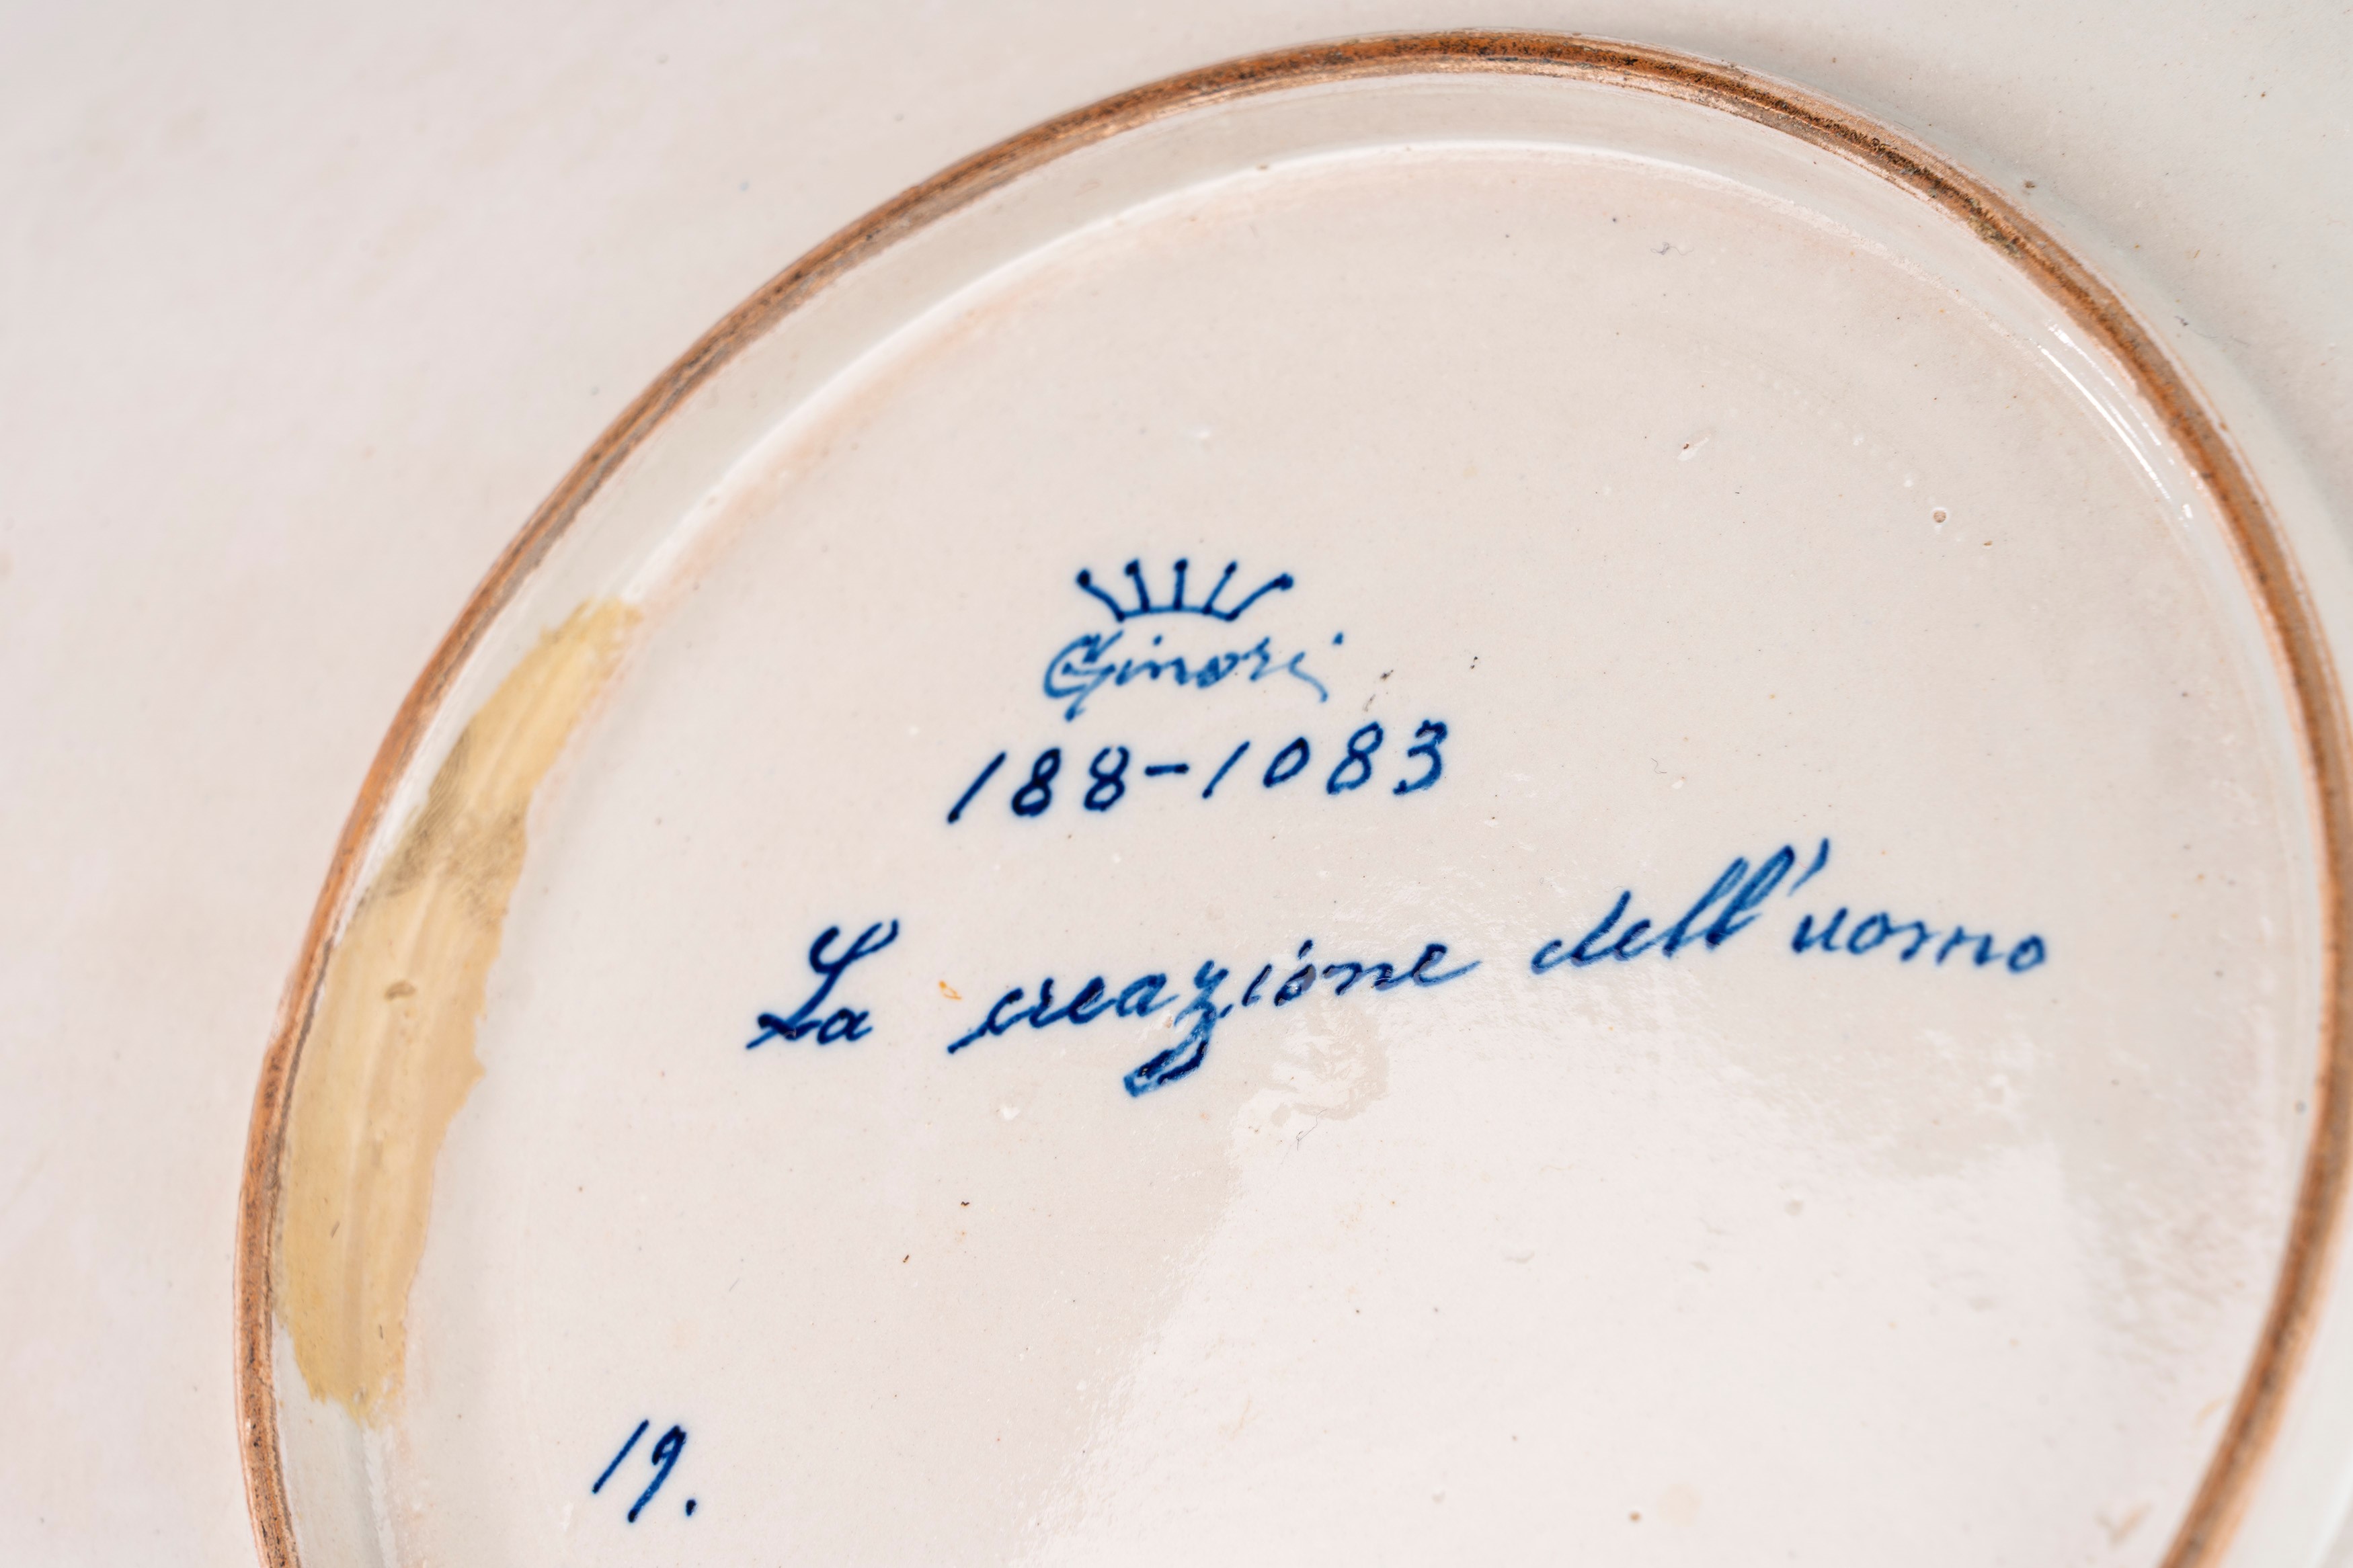 Ginori
188-1083
La creazione dell'uomo
19.